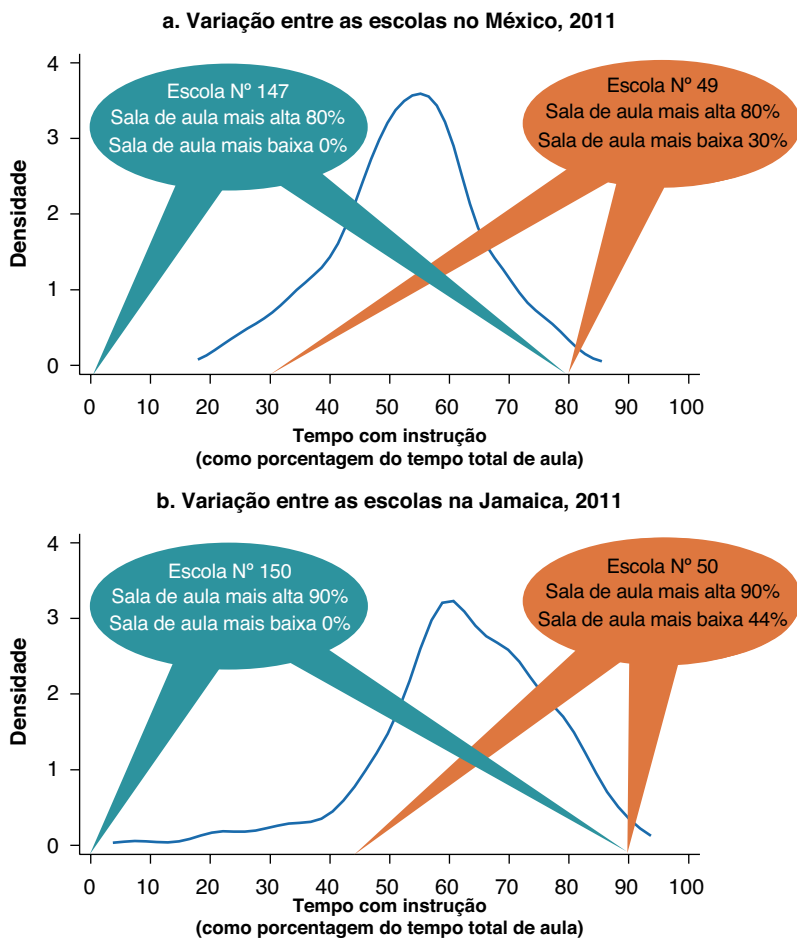 a. Variação entre as escolas no México, 2011
Escola Nº 147
Sala de aula mais alta 80%
Sala de aula mais baixa 0%
Escola Nº 49
Sala de aula mais alta 80%
Sala de aula mais baixa 30%
Densidade
4
3
2
1
0
0 10 20 30 40 50 60 70 80 90 100
Tempo com instrução
(como porcentagem do tempo total de aula)
b. Variação entre as escolas na Jamaica, 2011
Escola Nº 150
Sala de aula mais alta 90%
Sala de aula mais baixa 0%
Escola Nº 50
Sala de aula mais alta 90%
Sala de aula mais baixa 44%
Densidade
4
3
2
1
0
0 10 20 30 40 50 60 70 80 90 100
Tempo com instrução
(como porcentagem do tempo total de aula)